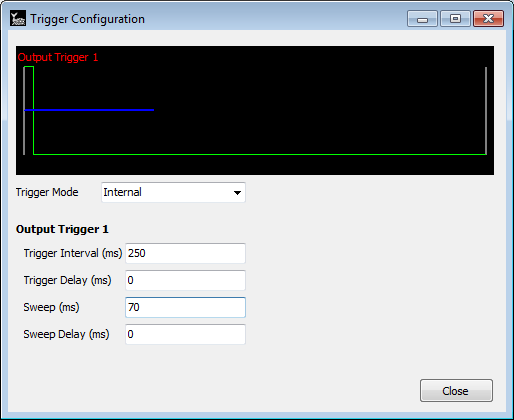 Trigger Configuration
Output Trigger 1
Trigger Mode Internal
Output Trigger 1
Trigger Interval (ms) 250
Trigger Delay (ms) 0
Sweep (ms) 70
Sweep Delay (ms) 0
Close